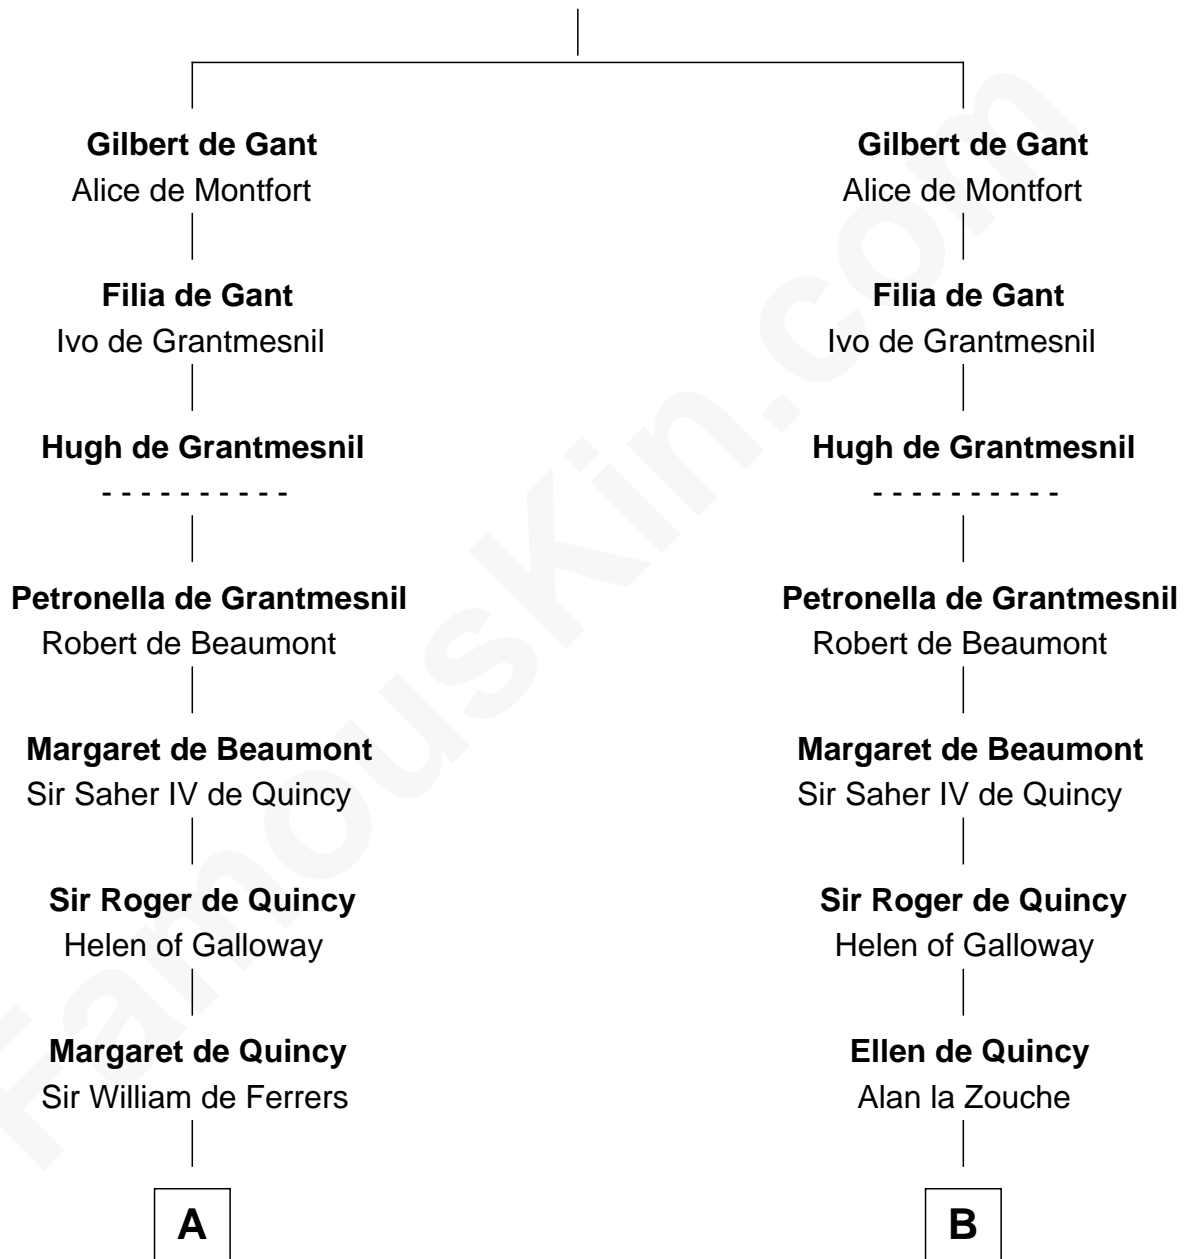 Gilbert de Gant
Alice de Montfort
Filia de Gant
Ivo de Grantmesnil
Hugh de Grantmesnil
- - - - - - - - - -
Petronella de Grantmesnil
Robert de Beaumont
Margaret de Beaumont
Sir Saher IV de Quincy
Sir Roger de Quincy
Helen of Galloway
Margaret de Quincy
Sir William de Ferrers
A
Gilbert de Gant
Alice de Montfort
Filia de Gant
Ivo de Grantmesnil
Hugh de Grantmesnil
- - - - - - - - - -
Petronella de Grantmesnil
Robert de Beaumont
Margaret de Beaumont
Sir Saher IV de Quincy
Sir Roger de Quincy
Helen of Galloway
Ellen de Quincy
Alan la Zouche
B
FamousKin.com